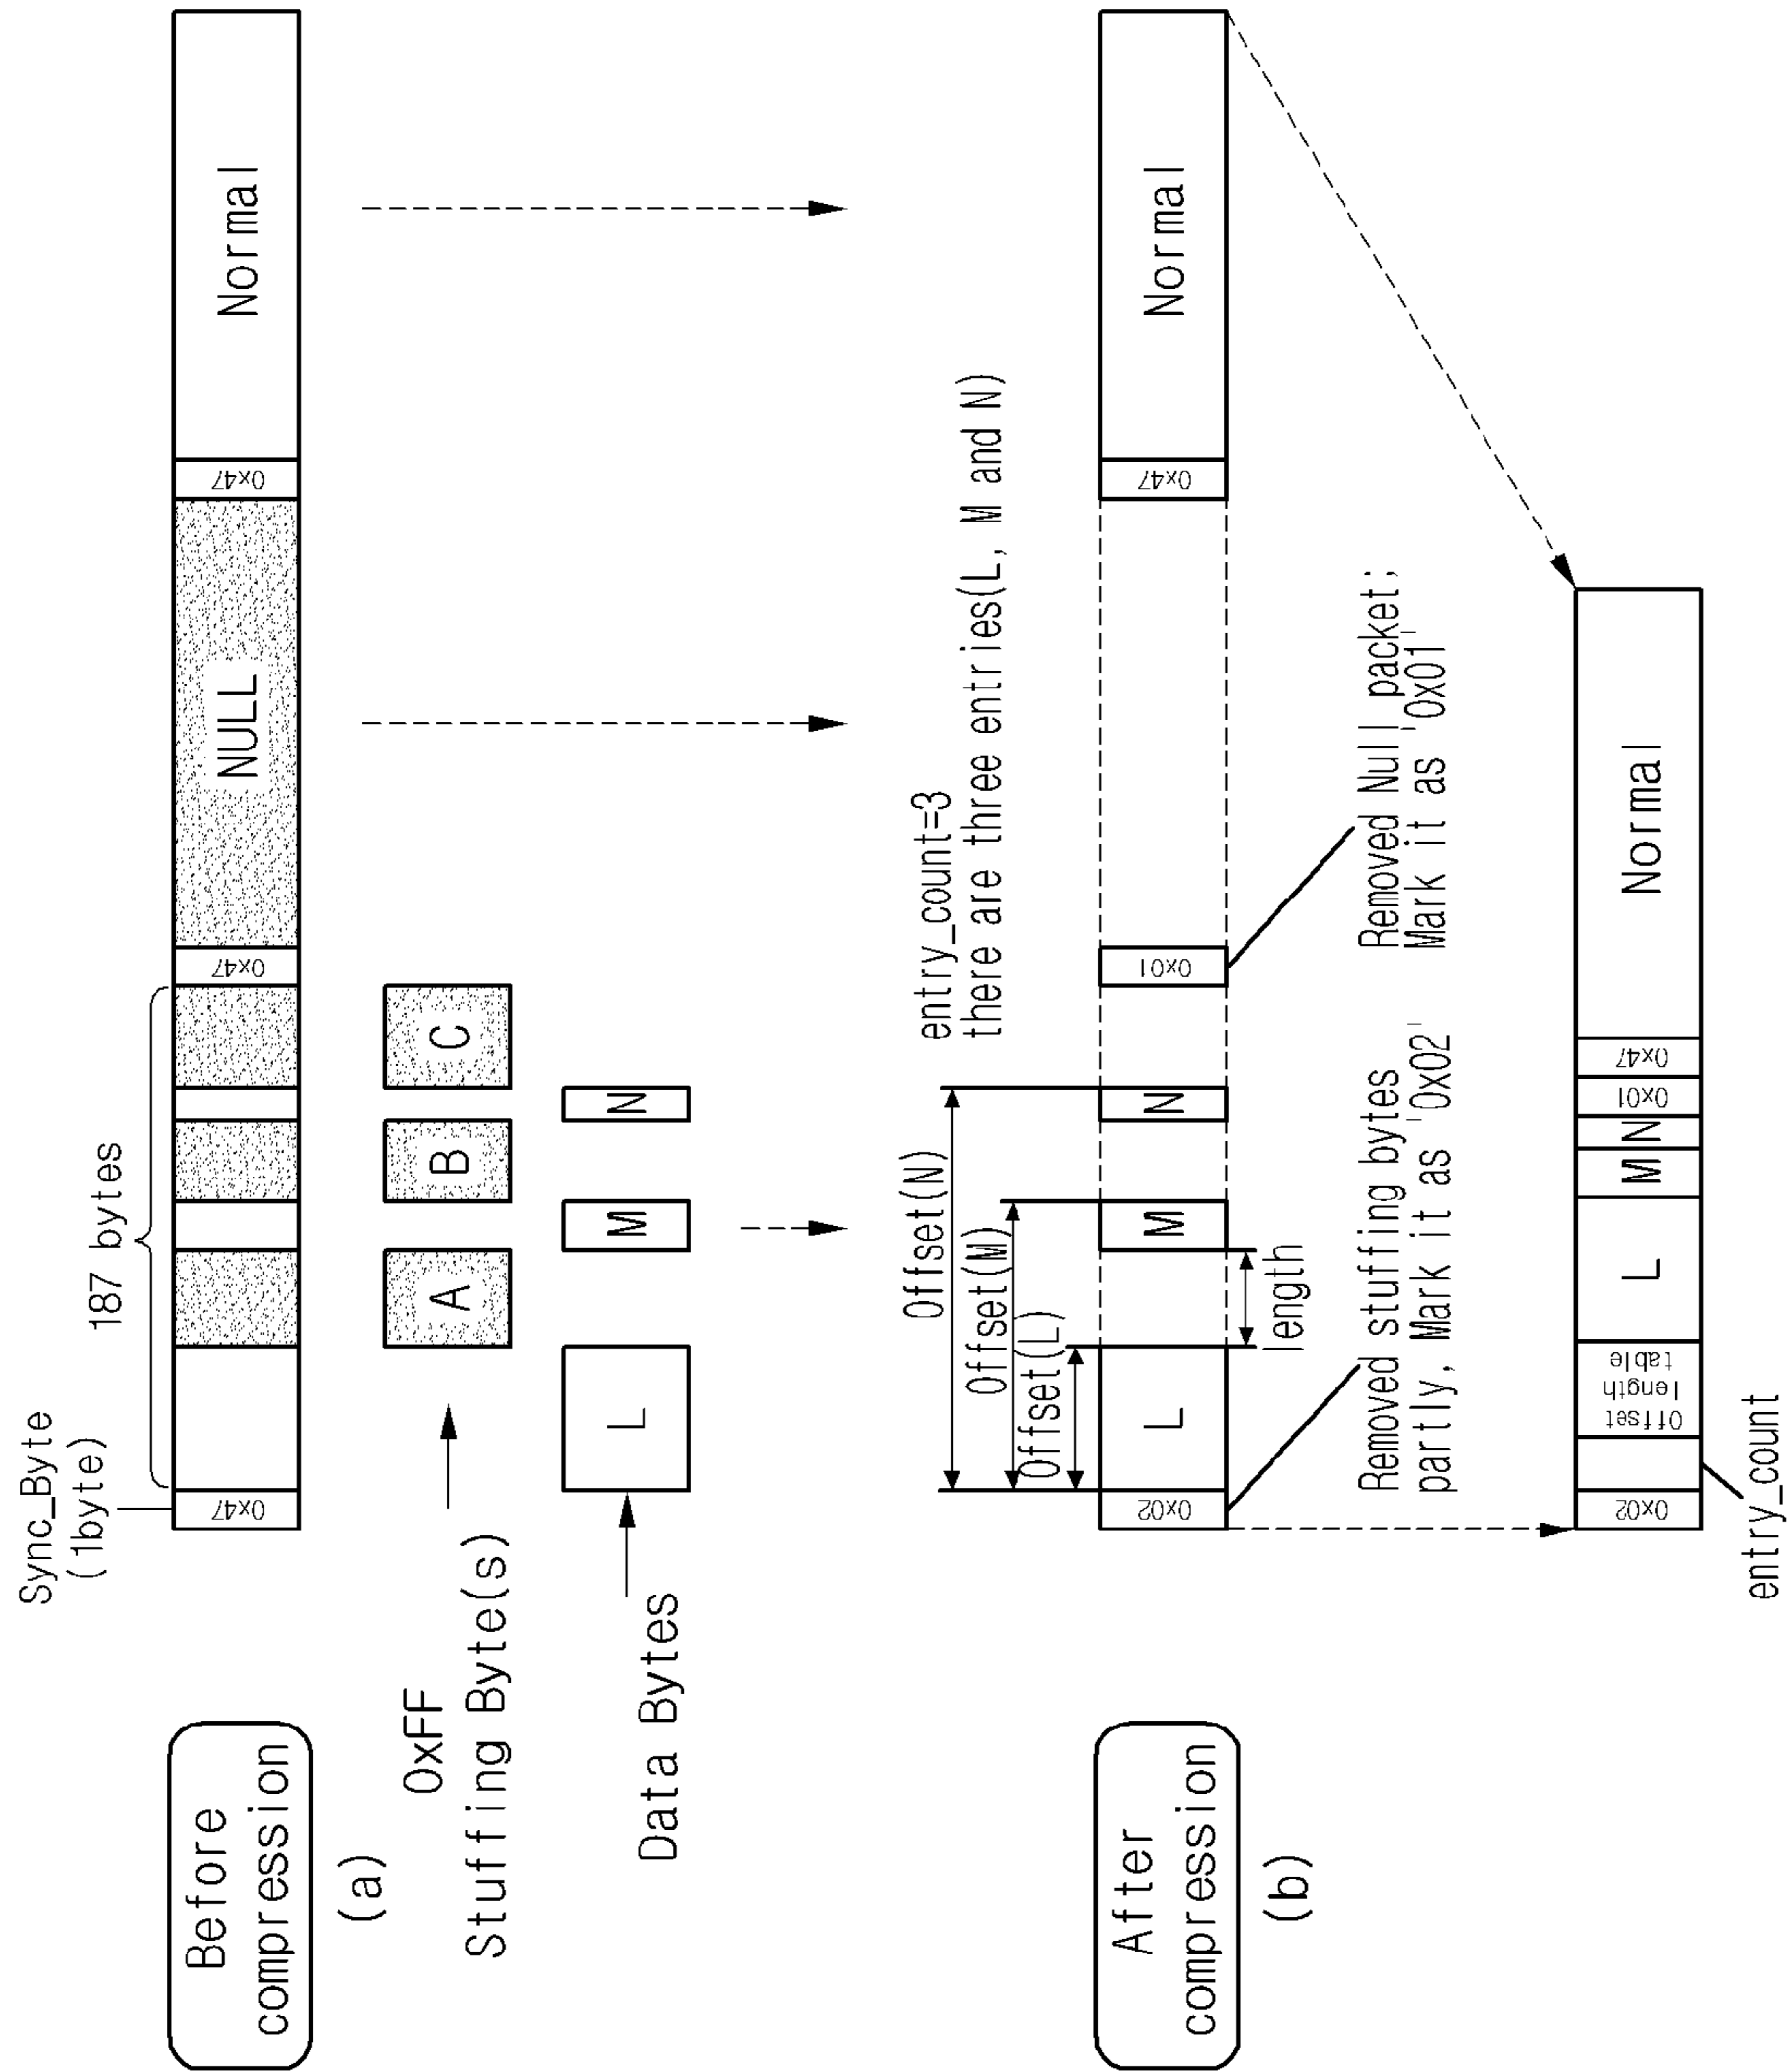 Before
compression
(a)
Sync_Byte
(1byte)
187 bytes
0x47
0x47
NULL
0x47
Normal
0xFF
Stuffing Byte(s)
A
B
C
Data Bytes
L
M
N
After
compression
(b)
entry_count=3
there are three entries(L, M and N)
Offset(N)
Offset(M)
Offset(L)
0x02
L
M
N
0x01
0x47
Normal
length
Removed stuffing bytes
partly, Mark it as '0x02'
Removed Null packet;
Mark it as '0x01'
0x02
Offset
length
table
L
M
N
0x01
0x47
Normal
entry_count